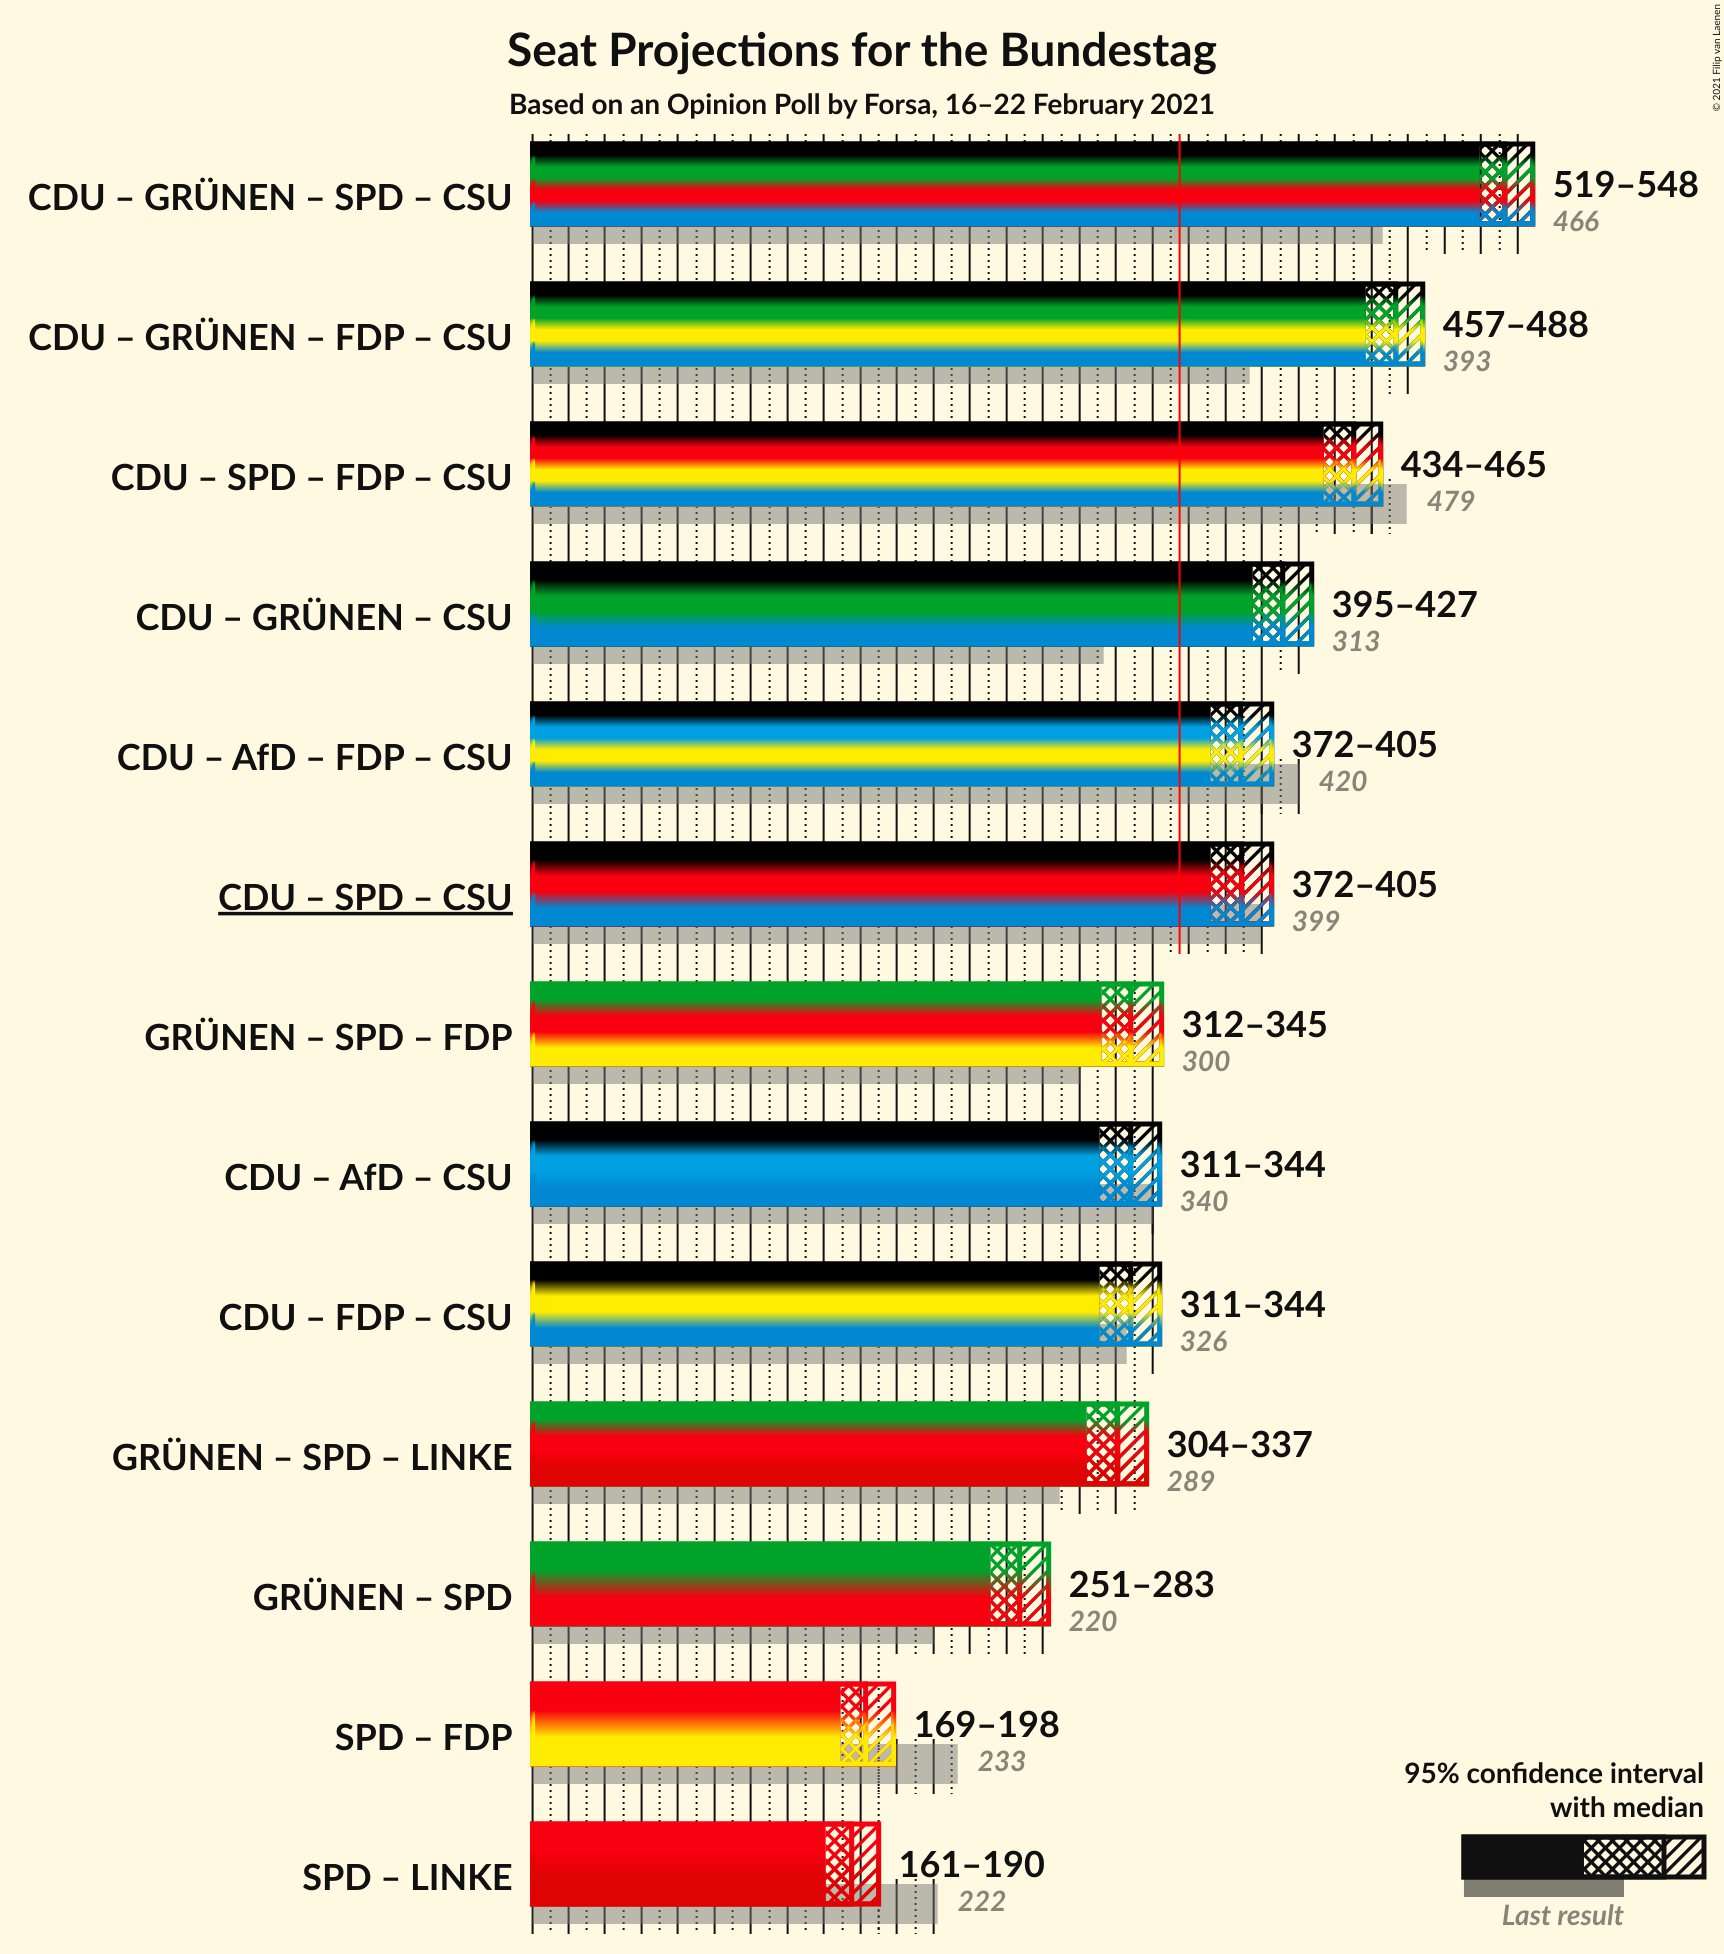 Seat Projections for the Bundestag
Based on an Opinion Poll by Forsa, 16–22 February 2021
© 2021 Filip van Laenen
CDU – GRÜNEN – SPD – CSU
519–548
466
CDU – GRÜNEN – FDP – CSU
457–488
393
CDU – SPD – FDP – CSU
434–465
479
CDU – GRÜNEN – CSU
395–427
313
CDU – AfD – FDP – CSU
372–405
420
CDU – SPD – CSU
372–405
399
GRÜNEN – SPD – FDP
312–345
300
CDU – AfD – CSU
311–344
340
CDU – FDP – CSU
311–344
326
GRÜNEN – SPD – LINKE
304–337
289
GRÜNEN – SPD
251–283
220
SPD – FDP
169–198
233
SPD – LINKE
161–190
222
95% confidence interval
with median
Last result